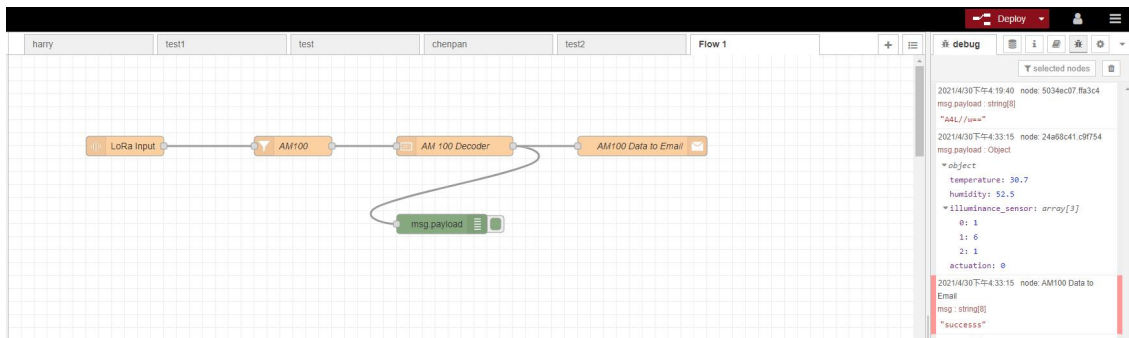 Deploy
harry
test1
test
chenpan
test2
Flow 1
debug
selected nodes
LoRa Input
AM100
AM 100 Decoder
AM100 Data to Email
msg.payload
2021/4/30下午4:19:40 node: 5034ec07.ffa3c4
msg.payload : string[8]
"A4L//w=="
2021/4/30下午4:33:15 node: 24a68c41.c9f754
msg.payload : Object
object
temperature: 30.7
humidity: 52.5
illuminance_sensor: array[3]
0: 1
1: 6
2: 1
actuation: 0
2021/4/30下午4:33:15 node: AM100 Data to
Email
msg : string[8]
"successs"